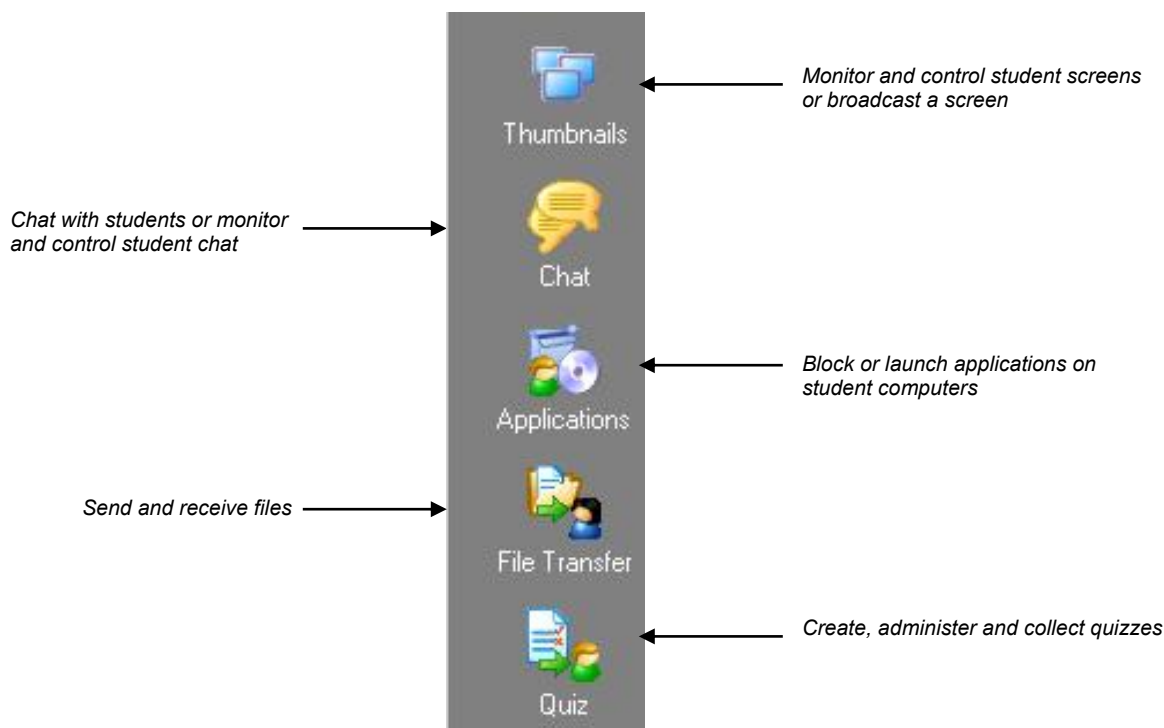 Monitor and control student screens
or broadcast a screen
Thumbnails
Chat with students or monitor
and control student chat
Chat
Block or launch applications on
student computers
Applications
Send and receive files
File Transfer
Create, administer and collect quizzes
Quiz